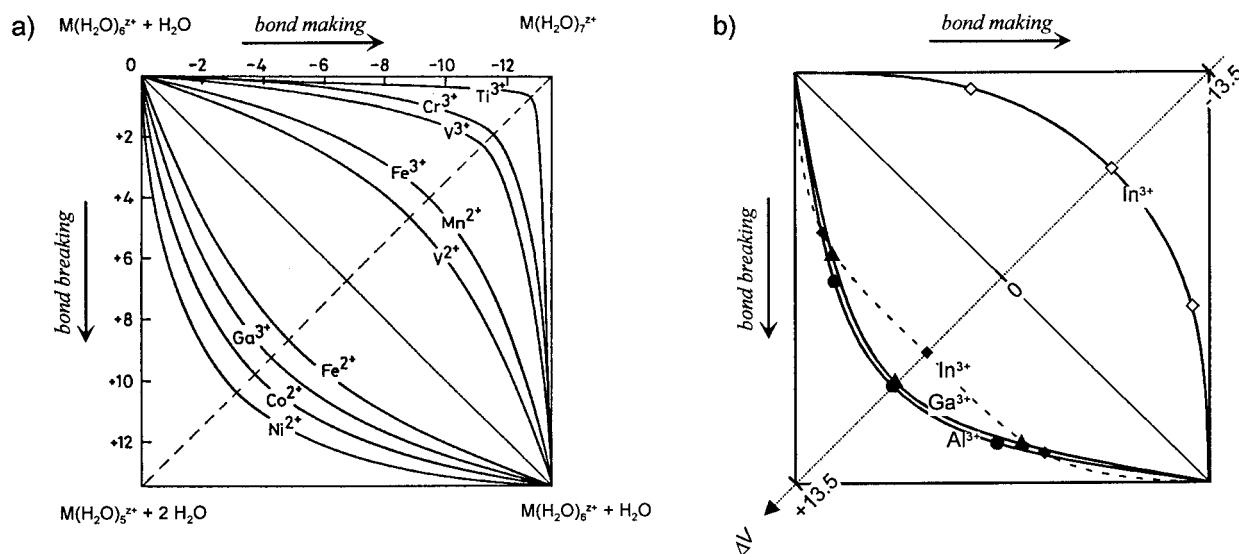 a)
M(H₂O)₆ᶻ⁺ + H₂O
bond making
M(H₂O)₇ᶻ⁺
0 -2 -4 -6 -8 -10 -12
bond breaking
+2
+4
+6
+8
+10
+12
Ti³⁺
Cr³⁺
V³⁺
Fe³⁺
Mn²⁺
V²⁺
Ga³⁺
Fe²⁺
Co²⁺
Ni²⁺
M(H₂O)₅ᶻ⁺ + 2 H₂O
M(H₂O)₆ᶻ⁺ + H₂O
b)
bond making
-13.5
bond breaking
In³⁺
0
In³⁺
Ga³⁺
Al³⁺
+13.5
ΔV